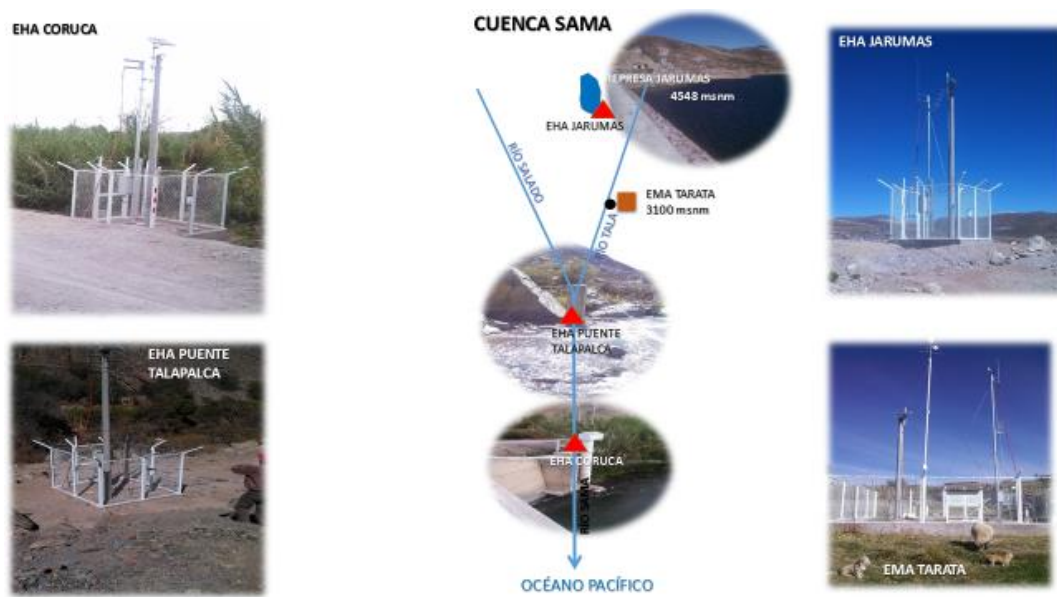 EHA CORUCA
CUENCA SAMA
EHA JARUMAS
REPRESA JARUMAS
4548 msnm
EHA JARUMAS
RÍO SALADO
EMA TARATA
3100 msnm
RÍO TALA
EHA PUENTE
TALAPALCA
EHA PUENTE
TALAPALCA
EHA CORUCA
RÍO SAMA
EMA TARATA
OCÉANO PACÍFICO